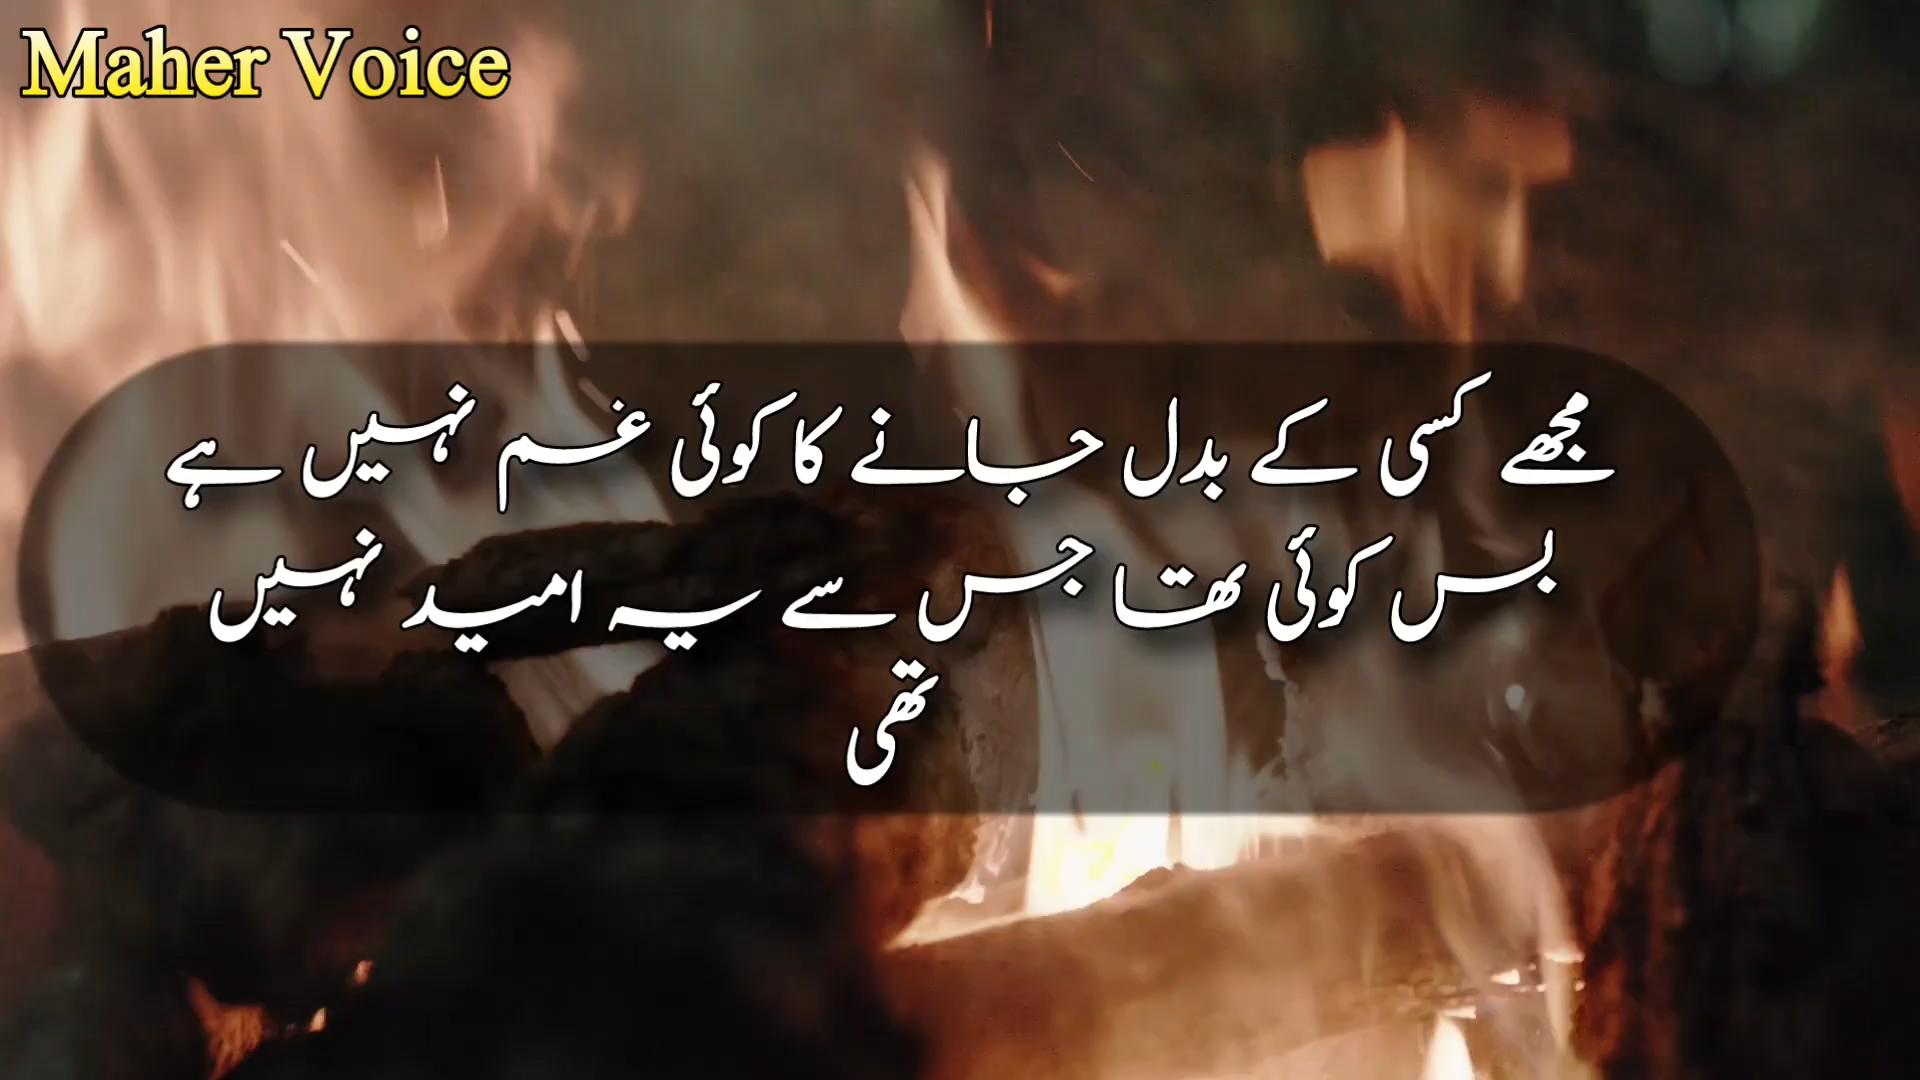 Maher Voice
مجھے کسی کے بدل جانے کا کوئی غم نہیں ہے
بس کوئی تھا جس سے یہ امید نہیں
تھی